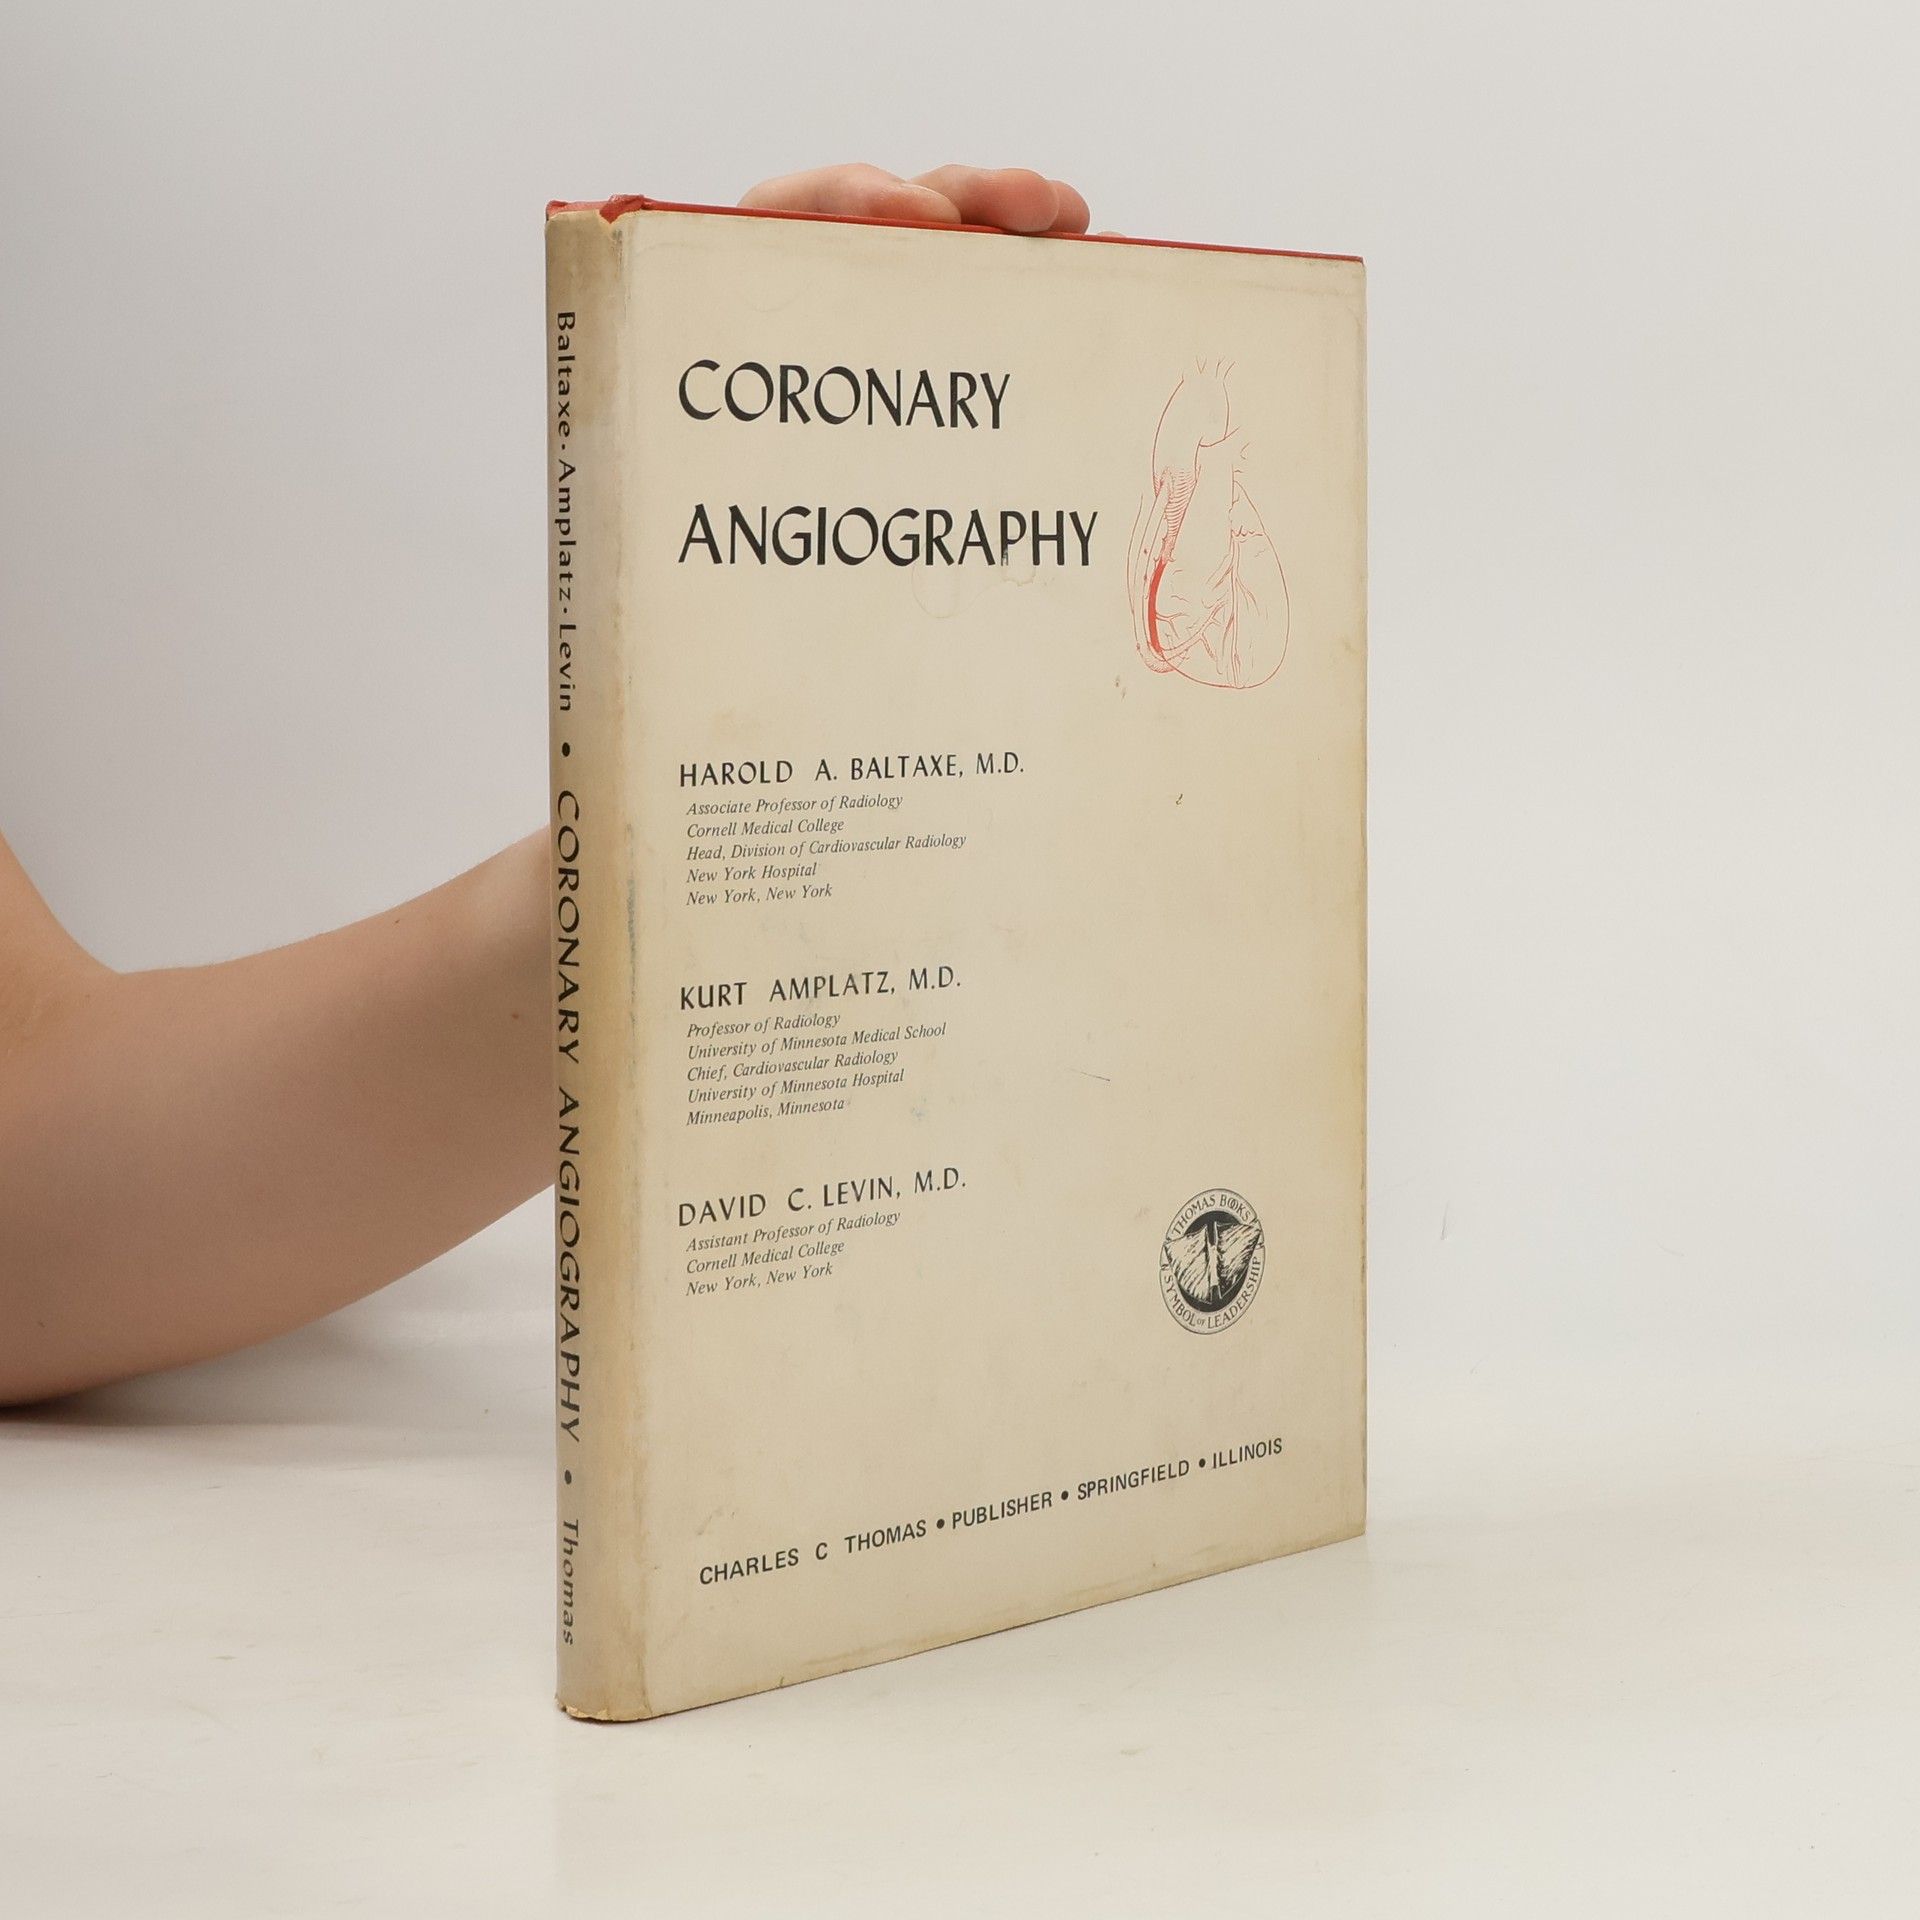 Baltaxe · Amplatz · Levin • CORONARY ANGIOGRAPHY • Thomas
CORONARY
ANGIOGRAPHY
HAROLD A. BALTAXE, M.D.
Associate Professor of Radiology
Cornell Medical College
Head, Division of Cardiovascular Radiology
New York Hospital
New York, New York
KURT AMPLATZ, M.D.
Professor of Radiology
University of Minnesota Medical School
Chief, Cardiovascular Radiology
University of Minnesota Hospital
Minneapolis, Minnesota
DAVID C. LEVIN, M.D.
Assistant Professor of Radiology
Cornell Medical College
New York, New York
THOMAS BOOKS
SYMBOL OF LEADERSHIP
CHARLES C THOMAS • PUBLISHER • SPRINGFIELD • ILLINOIS